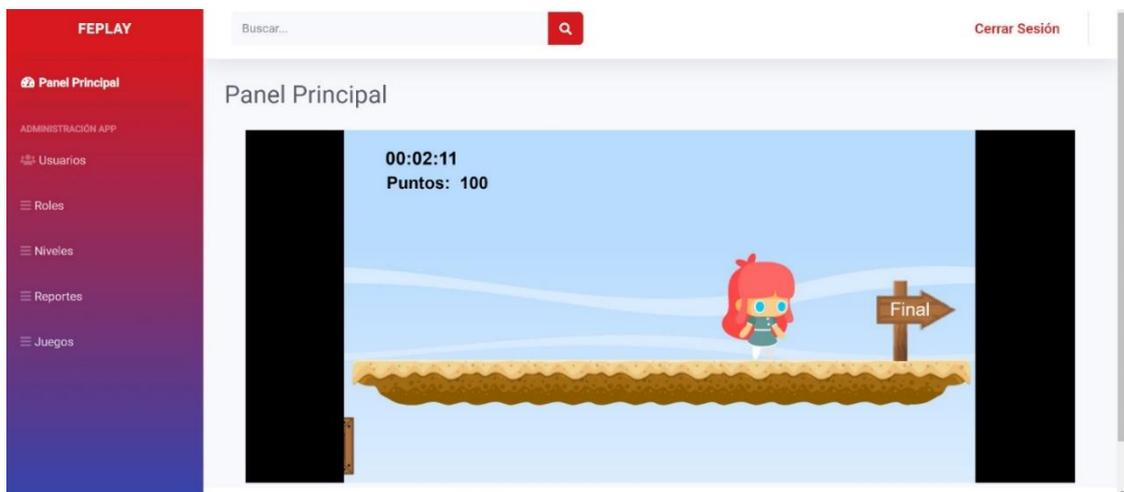 FEPLAY
Buscar...
Cerrar Sesión
Panel Principal
ADMINISTRACIÓN APP
Usuarios
Roles
Niveles
Reportes
Juegos
Panel Principal
00:02:11
Puntos: 100
Final